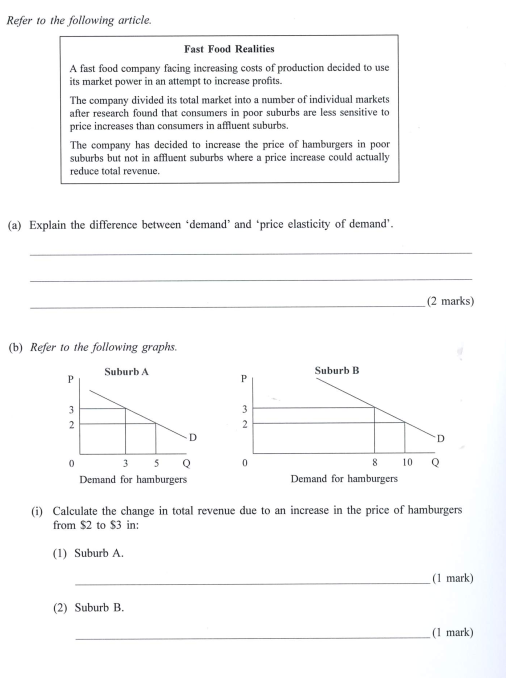 Refer to the following article.
Fast Food Realities
A fast food company facing increasing costs of production decided to use
its market power in an attempt to increase profits.
The company divided its total market into a number of individual markets
after research found that consumers in poor suburbs are less sensitive to
price increases than consumers in affluent suburbs.
The company has decided to increase the price of hamburgers in poor
suburbs but not in affluent suburbs where a price increase could actually
reduce total revenue.
(a) Explain the difference between ‘demand’ and ‘price elasticity of demand’.
(2 marks)
(b) Refer to the following graphs.
Suburb A
P
3
2
D
0 3 5 Q
Demand for hamburgers
Suburb B
P
3
2
D
0 8 10 Q
Demand for hamburgers
(i) Calculate the change in total revenue due to an increase in the price of hamburgers
from $2 to $3 in:
(1) Suburb A.
(1 mark)
(2) Suburb B.
(1 mark)